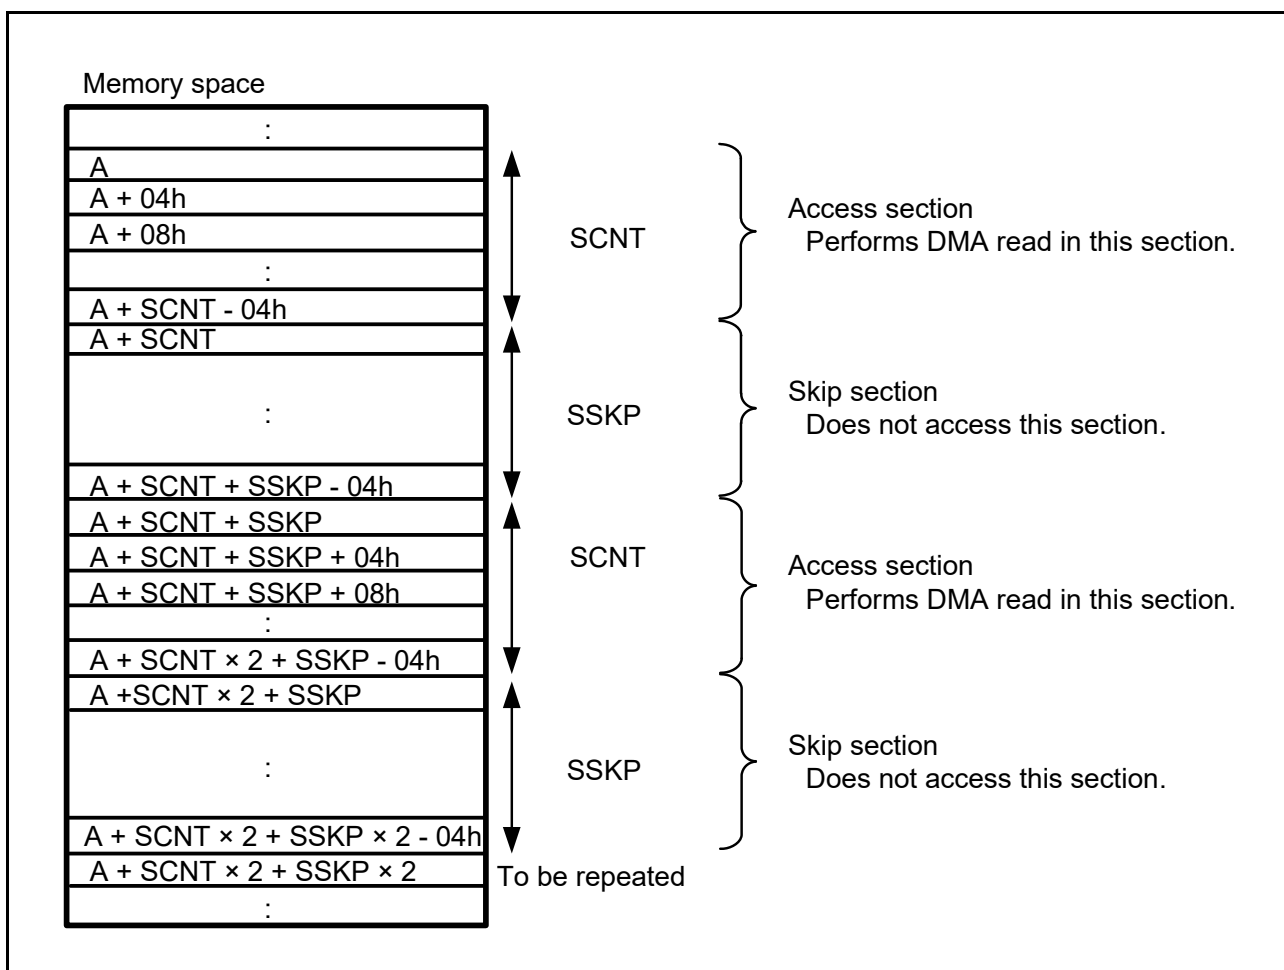 Memory space
:
A
A + 04h
A + 08h
:
A + SCNT - 04h
A + SCNT
:
A + SCNT + SSKP - 04h
A + SCNT + SSKP
A + SCNT + SSKP + 04h
A + SCNT + SSKP + 08h
:
A + SCNT × 2 + SSKP - 04h
A +SCNT × 2 + SSKP
:
A + SCNT × 2 + SSKP × 2 - 04h
A + SCNT × 2 + SSKP × 2
:
SCNT
SSKP
SCNT
SSKP
To be repeated
Access section
Performs DMA read in this section.
Skip section
Does not access this section.
Access section
Performs DMA read in this section.
Skip section
Does not access this section.